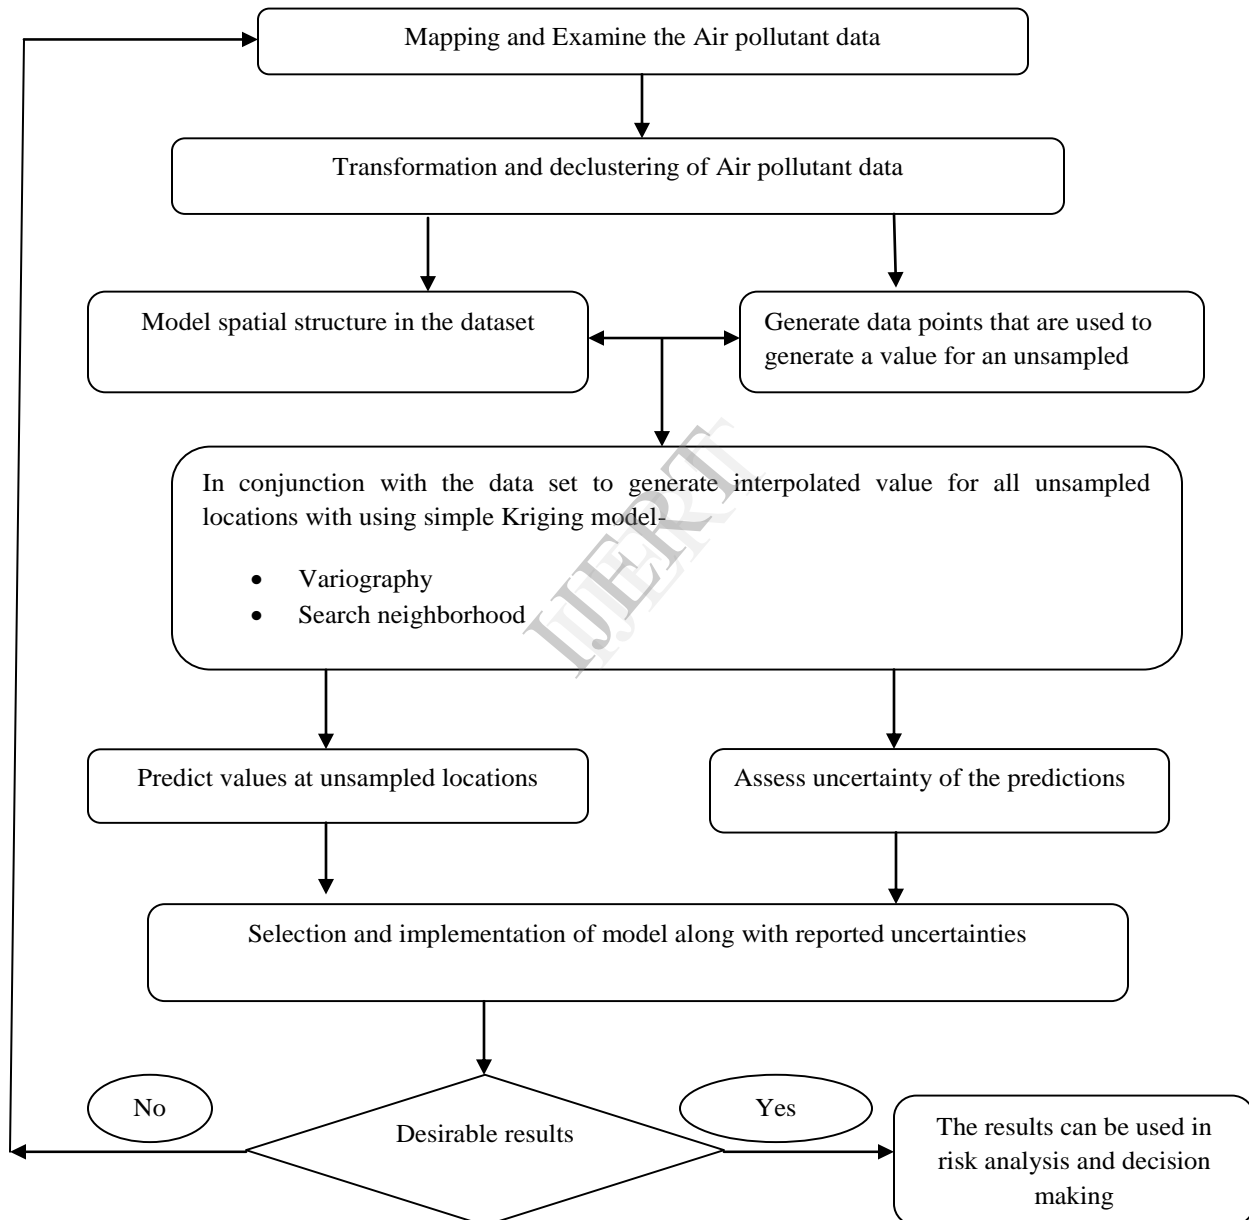 Mapping and Examine the Air pollutant data
Transformation and declustering of Air pollutant data
Model spatial structure in the dataset
Generate data points that are used to
generate a value for an unsampled
In conjunction with the data set to generate interpolated value for all unsampled
locations with using simple Kriging model-
• Variography
• Search neighborhood
IJERT
Predict values at unsampled locations
Assess uncertainty of the predictions
Selection and implementation of model along with reported uncertainties
No
Yes
Desirable results
The results can be used in
risk analysis and decision
making